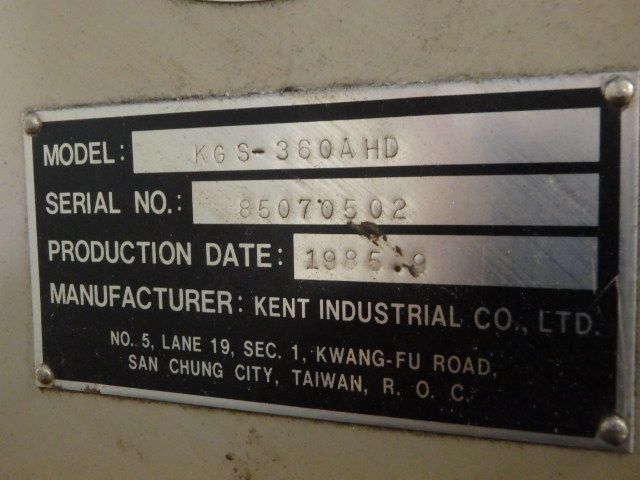 MODEL: KGS-360AHD
SERIAL NO.: 85070502
PRODUCTION DATE: 1985.9
MANUFACTURER: KENT INDUSTRIAL CO., LTD.
NO. 5, LANE 19, SEC. 1, KWANG-FU ROAD,
SAN CHUNG CITY, TAIWAN, R. O. C.